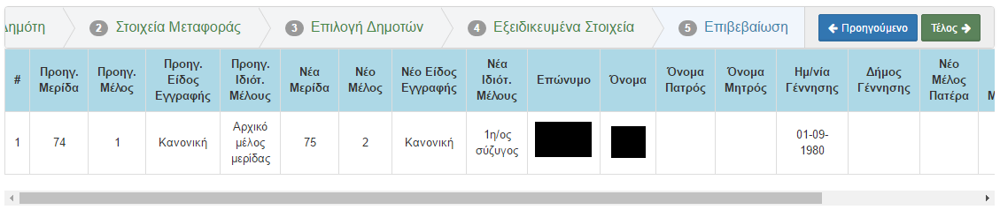 ημότη 2 Στοιχεία Μεταφοράς 3 Επιλογή Δημοτών 4 Εξειδικευμένα Στοιχεία 5 Επιβεβαίωση Προηγούμενο Τέλος
# Προηγ. Μερίδα Προηγ. Μέλος Προηγ. Είδος Εγγραφής Προηγ. Ιδιότ. Μέλους Νέα Μερίδα Νέο Μέλος Νέο Είδος Εγγραφής Νέα Ιδιότ. Μέλους Επώνυμο Όνομα Όνομα Πατρός Όνομα Μητρός Ημ/νία Γέννησης Δήμος Γέννησης Νέο Μέλος Πατέρα
1 74 1 Κανονική Αρχικό μέλος μερίδας 75 2 Κανονική 1η/ος σύζυγος 01-09-1980